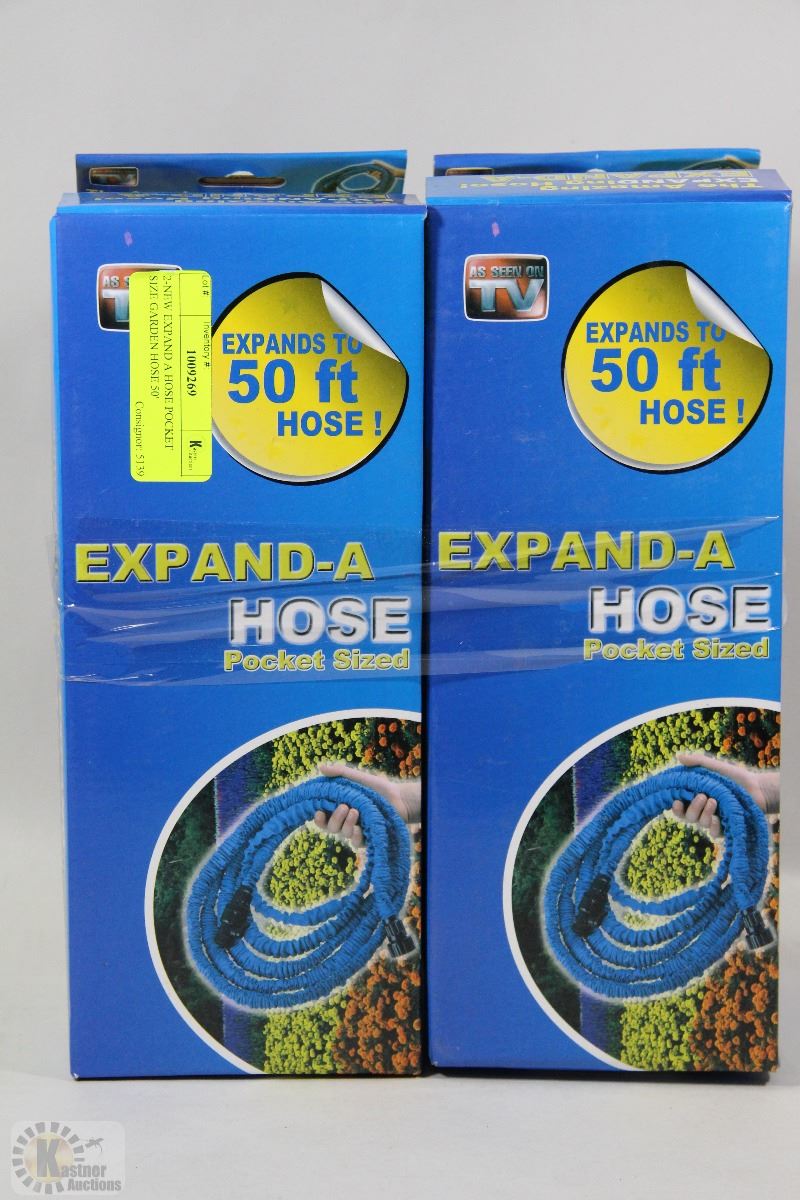 AS SEEN ON
TV
EXPANDS TO
50 ft
HOSE !
EXPAND-A
HOSE
Pocket Sized
Lot #:
Inventory #:
1009269
2-NEW EXPAND A HOSE POCKET
SIZE GARDEN HOSE 50'
Consignor: 5139
The Amazing
AS SEEN ON
TV
EXPANDS TO
50 ft
HOSE !
EXPAND-A
HOSE
Pocket Sized
Kastner
Auctions